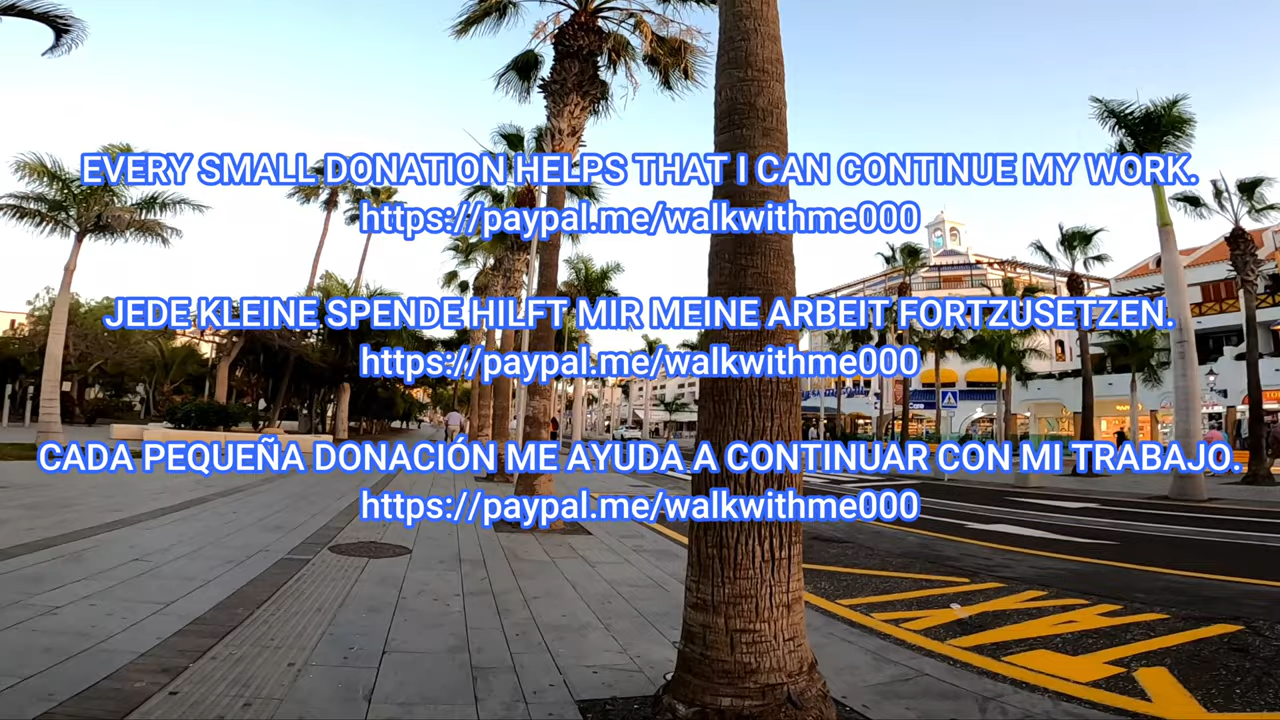 EVERY SMALL DONATION HELPS THAT I CAN CONTINUE MY WORK.
https://paypal.me/walkwithme000
JEDE KLEINE SPENDE HILFT MIR MEINE ARBEIT FORTZUSETZEN.
https://paypal.me/walkwithme000
CADA PEQUEÑA DONACIÓN ME AYUDA A CONTINUAR CON MI TRABAJO.
https://paypal.me/walkwithme000
TAXI